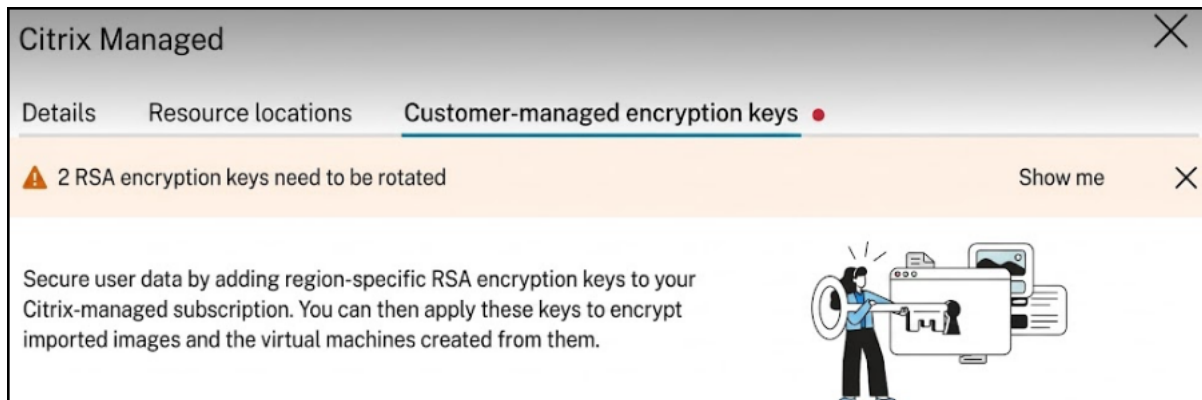 Citrix Managed
Details Resource locations Customer-managed encryption keys
2 RSA encryption keys need to be rotated Show me
Secure user data by adding region-specific RSA encryption keys to your
Citrix-managed subscription. You can then apply these keys to encrypt
imported images and the virtual machines created from them.